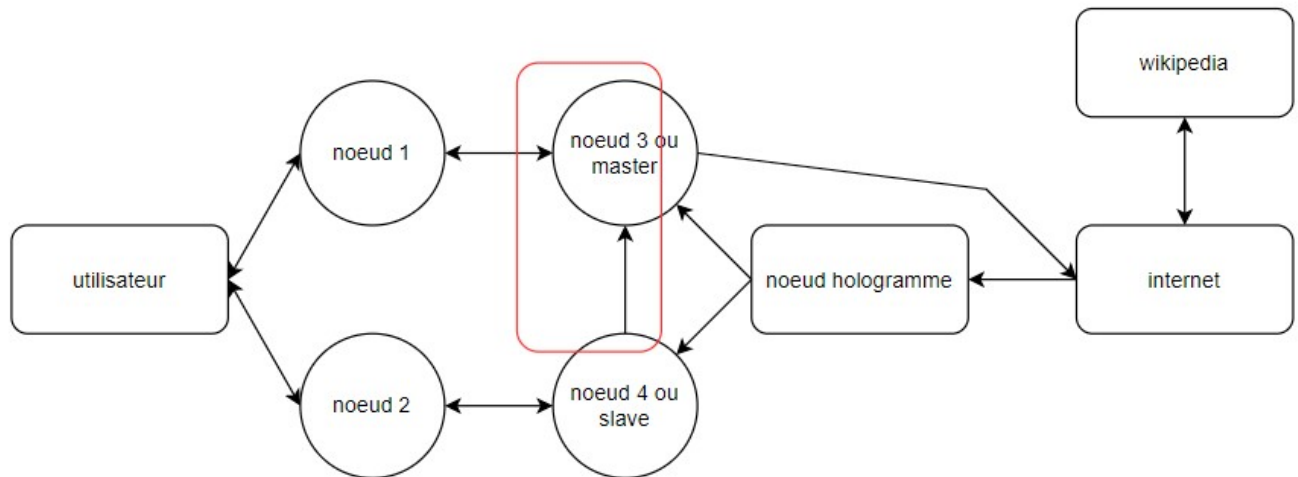 wikipedia
noeud 1
noeud 3 ou
master
utilisateur
noeud hologramme
internet
noeud 2
noeud 4 ou
slave